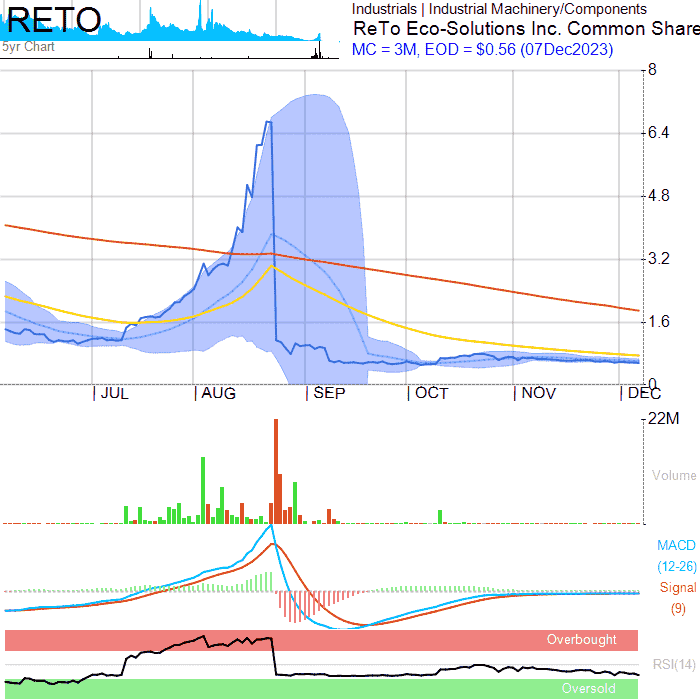 RETO
5yr Chart
Industrials | Industrial Machinery/Components
ReTo Eco-Solutions Inc. Common Share
MC = 3M, EOD = $0.56 (07Dec2023)
8
6.4
4.8
3.2
1.6
0
JUL AUG SEP OCT NOV DEC
22M
Volume
MACD
(12-26)
Signal
(9)
Overbought
RSI(14)
Oversold